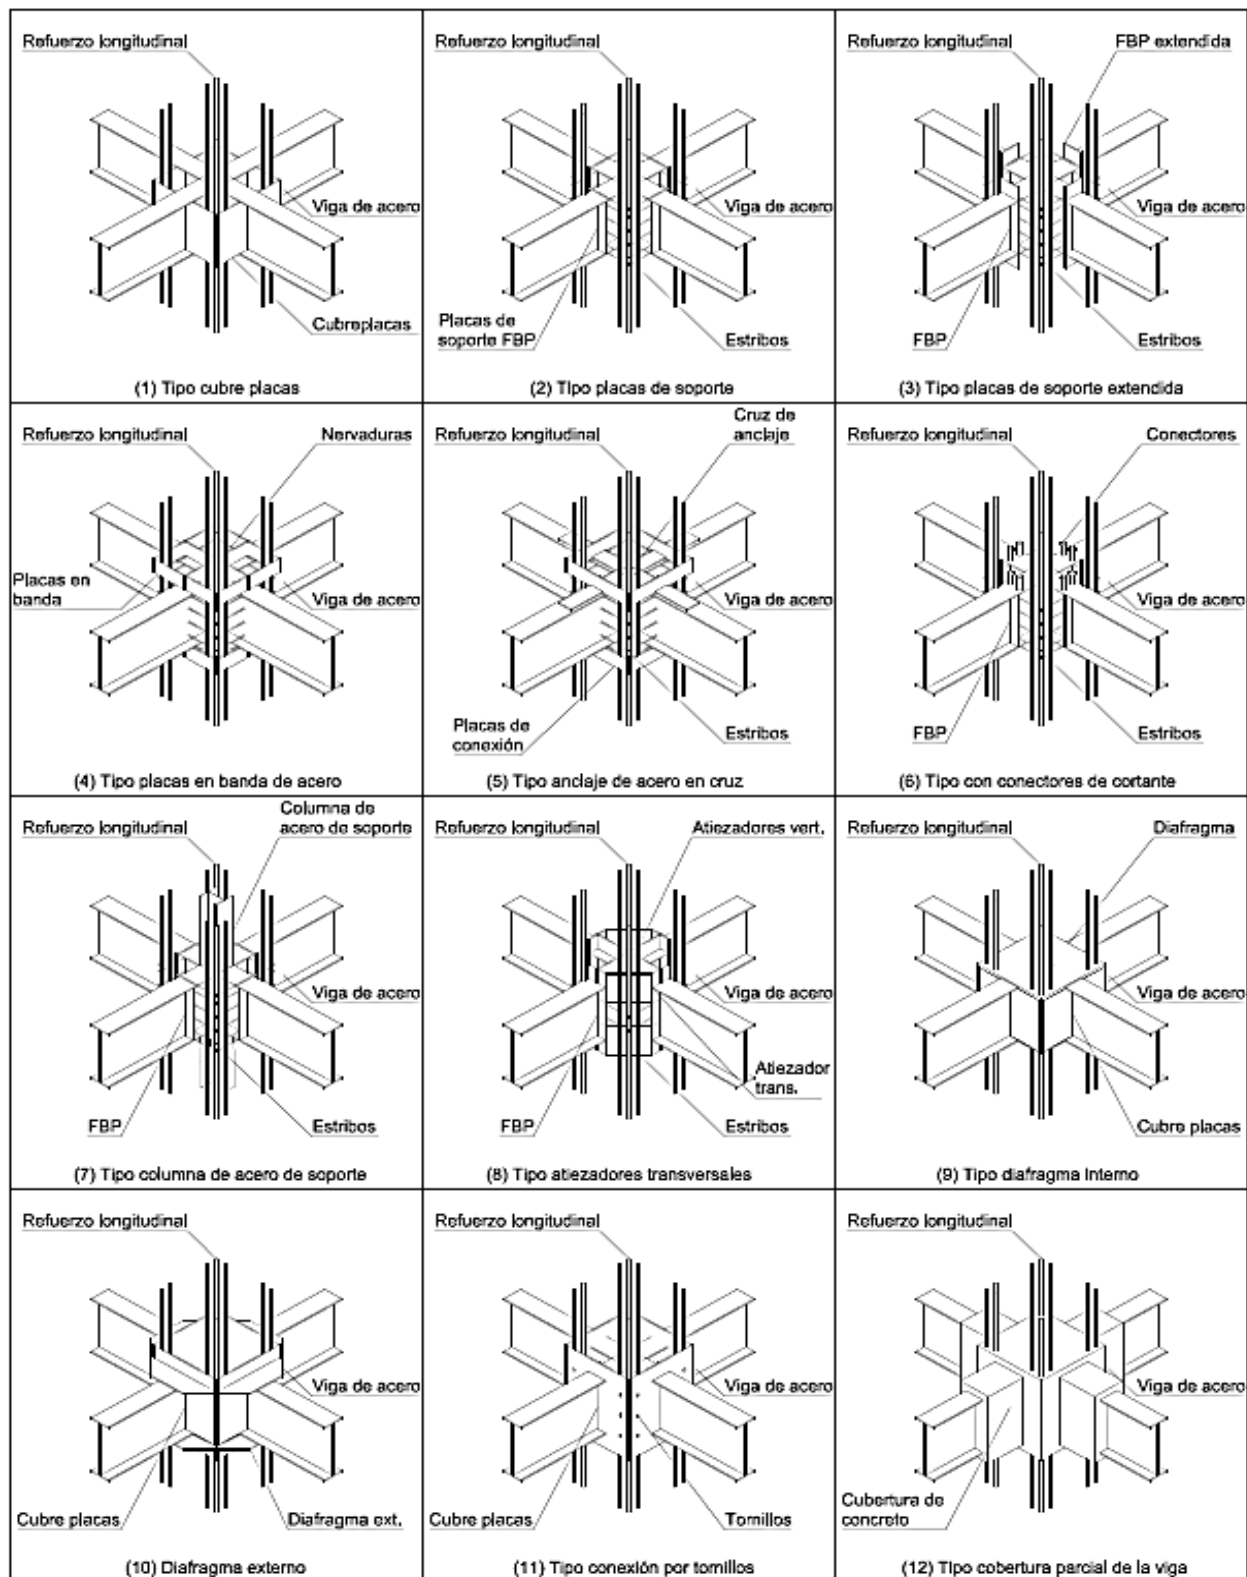 Refuerzo longitudinal
Viga de acero
Cubreplacas
(1) Tipo cubre placas
Refuerzo longitudinal
Viga de acero
Placas de
soporte FBP
Estribos
(2) Tipo placas de soporte
Refuerzo longitudinal
FBP extendida
Viga de acero
FBP
Estribos
(3) Tipo placas de soporte extendida
Refuerzo longitudinal
Nervaduras
Placas en
banda
Viga de acero
(4) Tipo placas en banda de acero
Refuerzo longitudinal
Cruz de
anclaje
Viga de acero
Placas de
conexión
Estribos
(5) Tipo anclaje de acero en cruz
Refuerzo longitudinal
Conectores
Viga de acero
FBP
Estribos
(6) Tipo con conectores de cortante
Columna de
acero de soporte
Refuerzo longitudinal
Viga de acero
FBP
Estribos
(7) Tipo columna de acero de soporte
Refuerzo longitudinal
Atiezadores vert.
Viga de acero
Atiezador
trans.
FBP
Estribos
(8) Tipo atiezadores transversales
Refuerzo longitudinal
Diafragma
Viga de acero
Cubre placas
(9) Tipo diafragma interno
Refuerzo longitudinal
Viga de acero
Cubre placas
Diafragma ext.
(10) Diafragma externo
Refuerzo longitudinal
Viga de acero
Cubre placas
Tornillos
(11) Tipo conexión por tornillos
Refuerzo longitudinal
Viga de acero
Cubertura de
concreto
(12) Tipo cobertura parcial de la viga